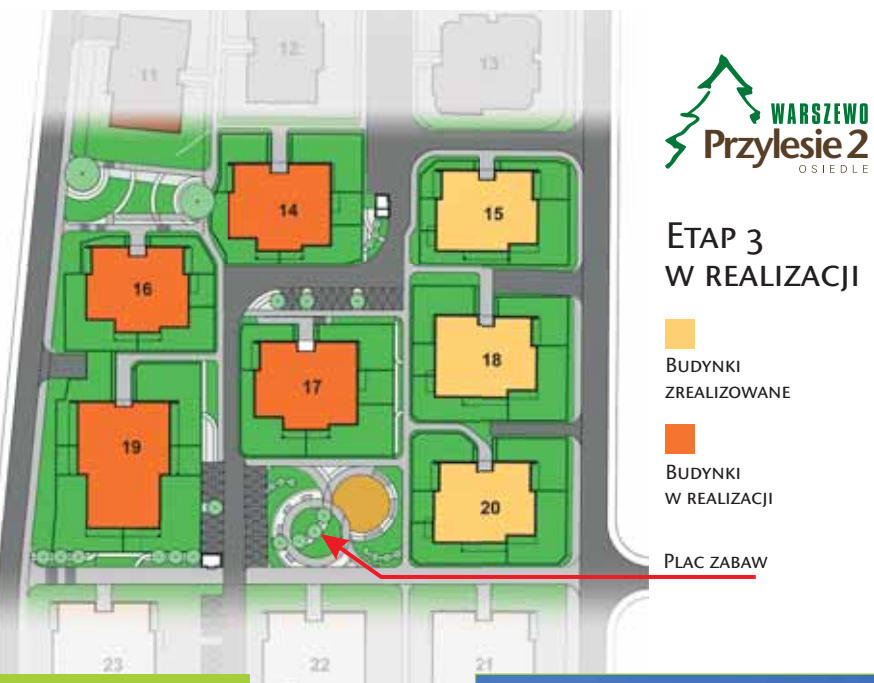 11
12
13
14
15
16
17
18
19
20
23
22
21
WARSZEWO
Przylesie 2
OSIEDLE
Etap 3
w realizacji
Budynki
zrealizowane
Budynki
w realizacji
Plac zabaw